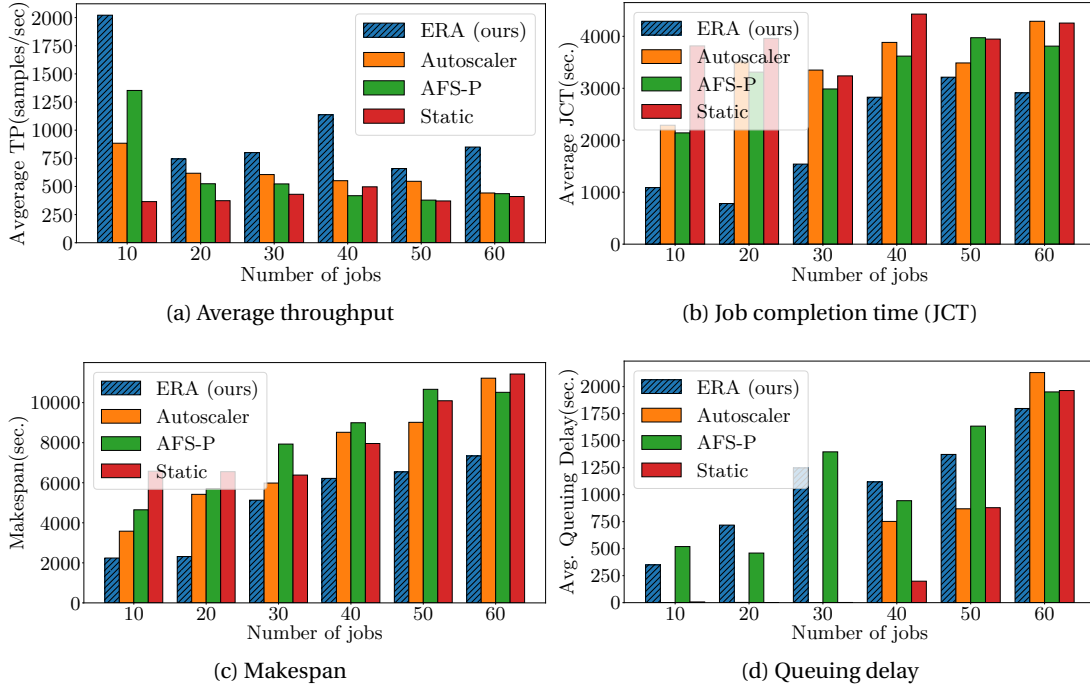 2000
1750
1500
1250
1000
750
500
250
0
Avgerage TP(samples/sec)
ERA (ours)
Autoscaler
AFS-P
Static
10 20 30 40 50 60
Number of jobs
(a) Average throughput
4000
3000
2000
1000
0
Average JCT(sec.)
ERA (ours)
Autoscaler
AFS-P
Static
10 20 30 40 50 60
Number of jobs
(b) Job completion time (JCT)
10000
8000
6000
4000
2000
0
Makespan(sec.)
ERA (ours)
Autoscaler
AFS-P
Static
10 20 30 40 50 60
Number of jobs
(c) Makespan
2000
1750
1500
1250
1000
750
500
250
0
Avg. Queuing Delay(sec.)
ERA (ours)
Autoscaler
AFS-P
Static
10 20 30 40 50 60
Number of jobs
(d) Queuing delay